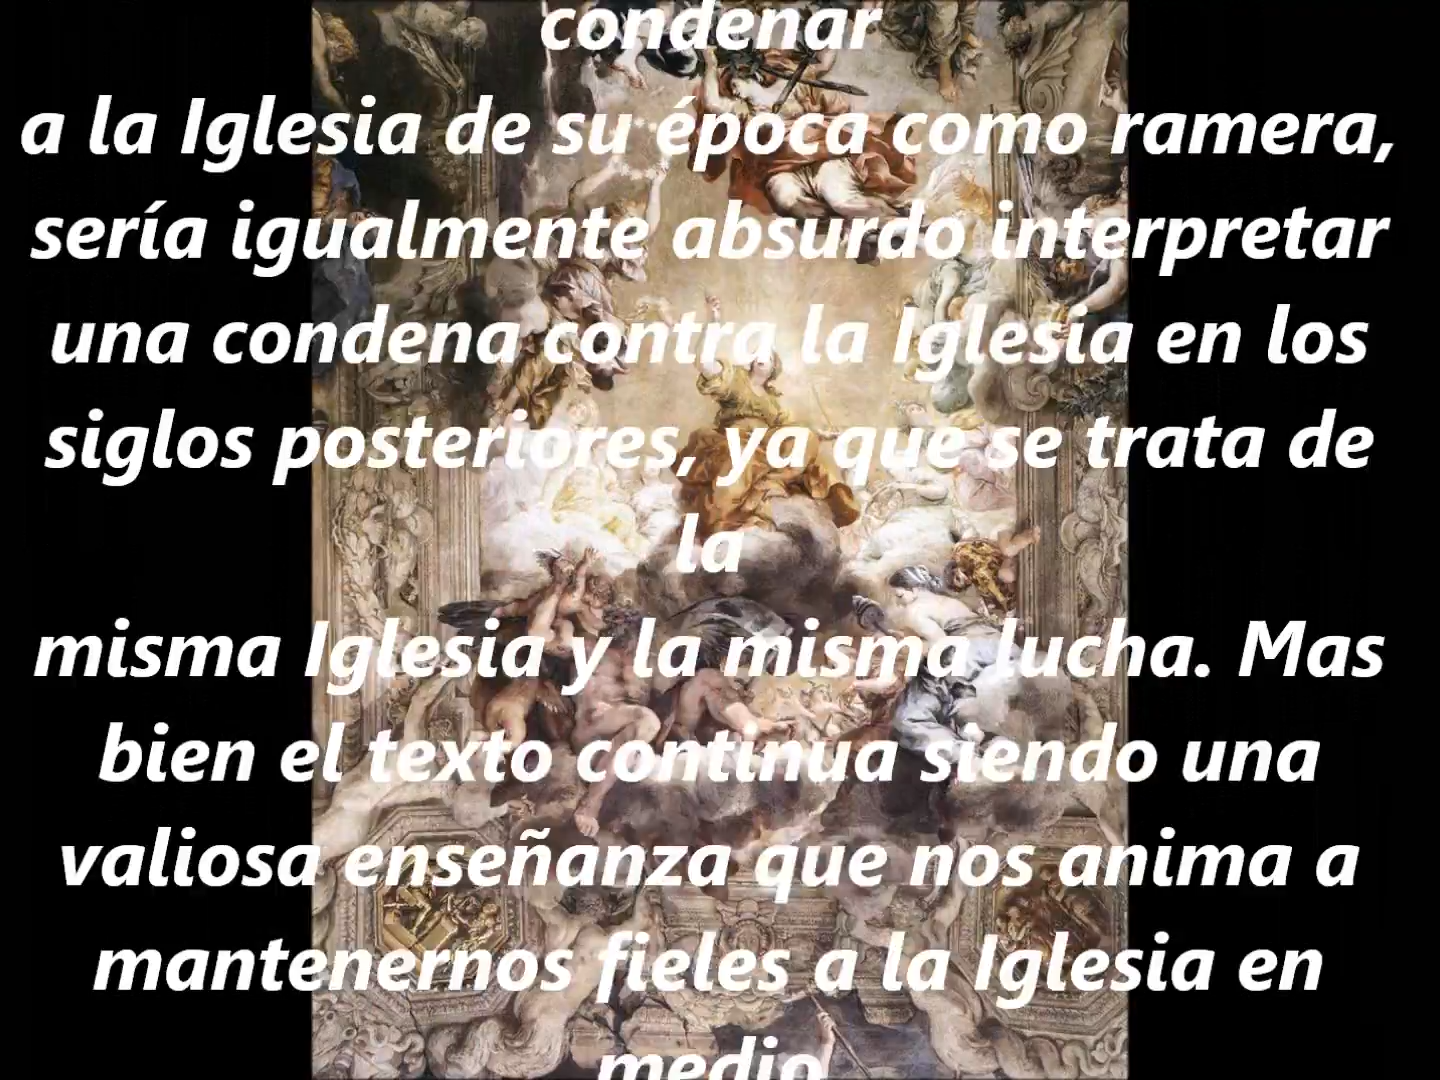 condenar
a la Iglesia de su época como ramera,
sería igualmente absurdo interpretar
una condena contra la Iglesia en los
siglos posteriores, ya que se trata de
la
misma Iglesia y la misma lucha. Mas
bien el texto continua siendo una
valiosa enseñanza que nos anima a
mantenernos fieles a la Iglesia en
medio